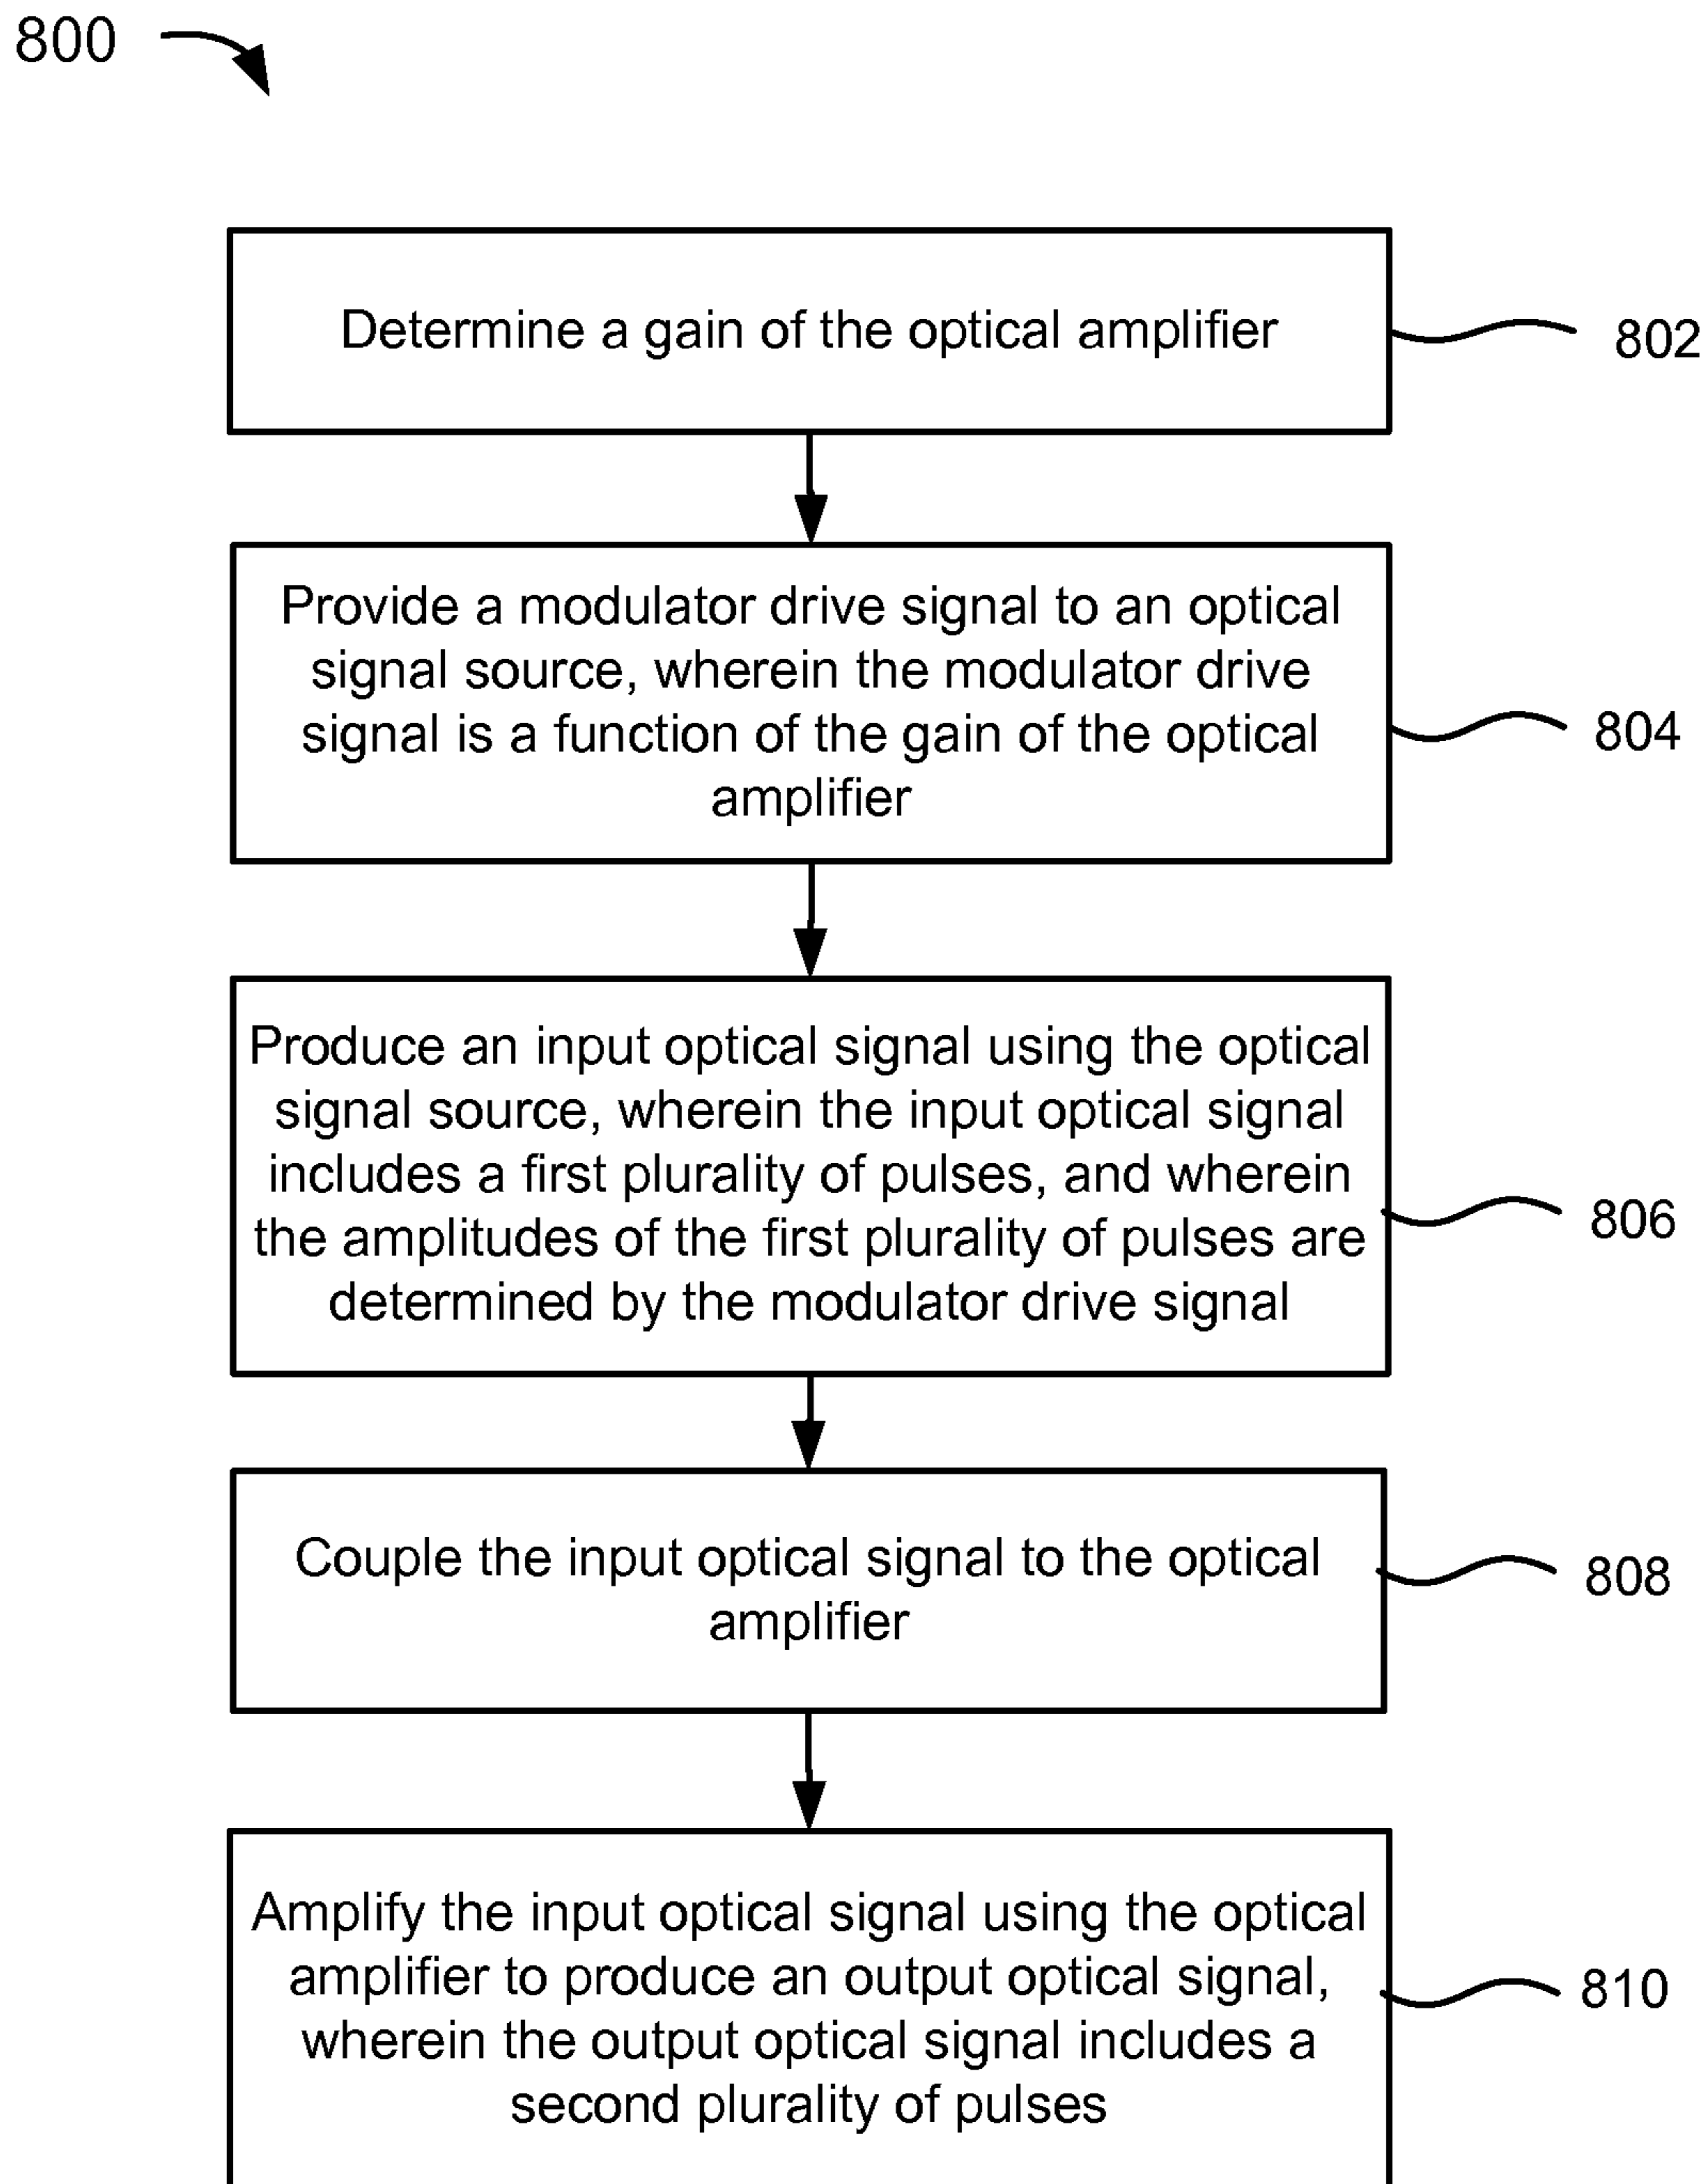 800
Determine a gain of the optical amplifier
802
Provide a modulator drive signal to an optical
signal source, wherein the modulator drive
signal is a function of the gain of the optical
amplifier
804
Produce an input optical signal using the optical
signal source, wherein the input optical signal
includes a first plurality of pulses, and wherein
the amplitudes of the first plurality of pulses are
determined by the modulator drive signal
806
Couple the input optical signal to the optical
amplifier
808
Amplify the input optical signal using the optical
amplifier to produce an output optical signal,
wherein the output optical signal includes a
second plurality of pulses
810